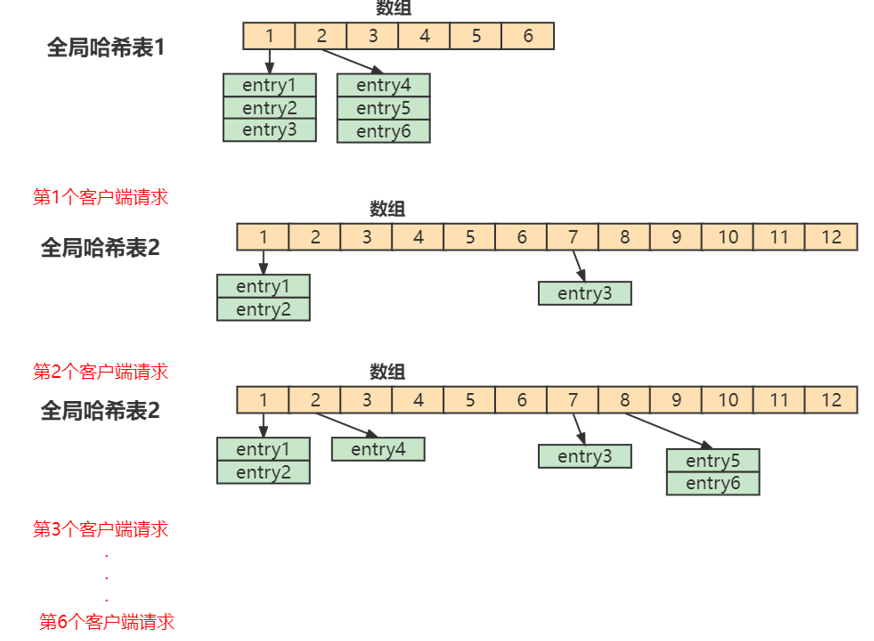 数组
全局哈希表1
1 2 3 4 5 6
entry1 entry4
entry2 entry5
entry3 entry6
第1个客户端请求
数组
全局哈希表2
1 2 3 4 5 6 7 8 9 10 11 12
entry1
entry3
entry2
第2个客户端请求
数组
全局哈希表2
1 2 3 4 5 6 7 8 9 10 11 12
entry1 entry4
entry3
entry5
entry2
entry6
第3个客户端请求
.
.
.
第6个客户端请求